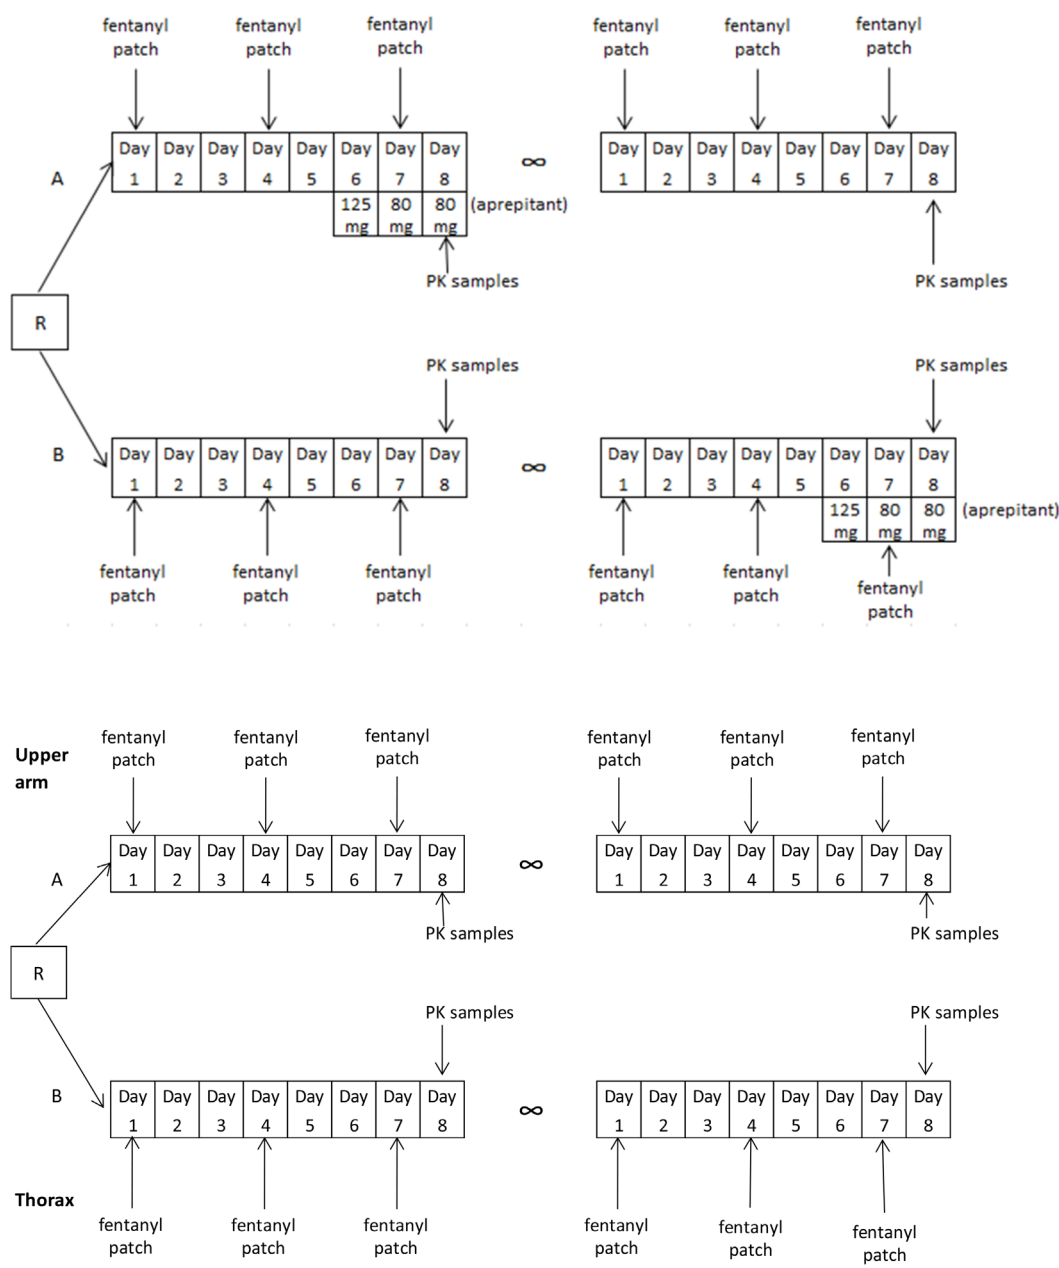 fentanyl fentanyl fentanyl fentanyl fentanyl fentanyl
patch patch patch patch patch patch
Day Day Day Day Day Day Day Day ∞ Day Day Day Day Day Day Day Day
A 1 2 3 4 5 6 7 8 1 2 3 4 5 6 7 8
125 80 80 (aprepitant)
mg mg mg
PK samples PK samples
R
PK samples PK samples
B Day Day Day Day Day Day Day Day ∞ Day Day Day Day Day Day Day Day
1 2 3 4 5 6 7 8 1 2 3 4 5 6 7 8
125 80 80 (aprepitant)
mg mg mg
fentanyl fentanyl fentanyl fentanyl fentanyl fentanyl
patch patch patch patch patch patch
Upper
arm
fentanyl fentanyl fentanyl fentanyl fentanyl fentanyl
patch patch patch patch patch patch
Day Day Day Day Day Day Day Day ∞ Day Day Day Day Day Day Day Day
A 1 2 3 4 5 6 7 8 1 2 3 4 5 6 7 8
PK samples PK samples
R
PK samples PK samples
B Day Day Day Day Day Day Day Day ∞ Day Day Day Day Day Day Day Day
1 2 3 4 5 6 7 8 1 2 3 4 5 6 7 8
Thorax
fentanyl fentanyl fentanyl fentanyl fentanyl fentanyl
patch patch patch patch patch patch